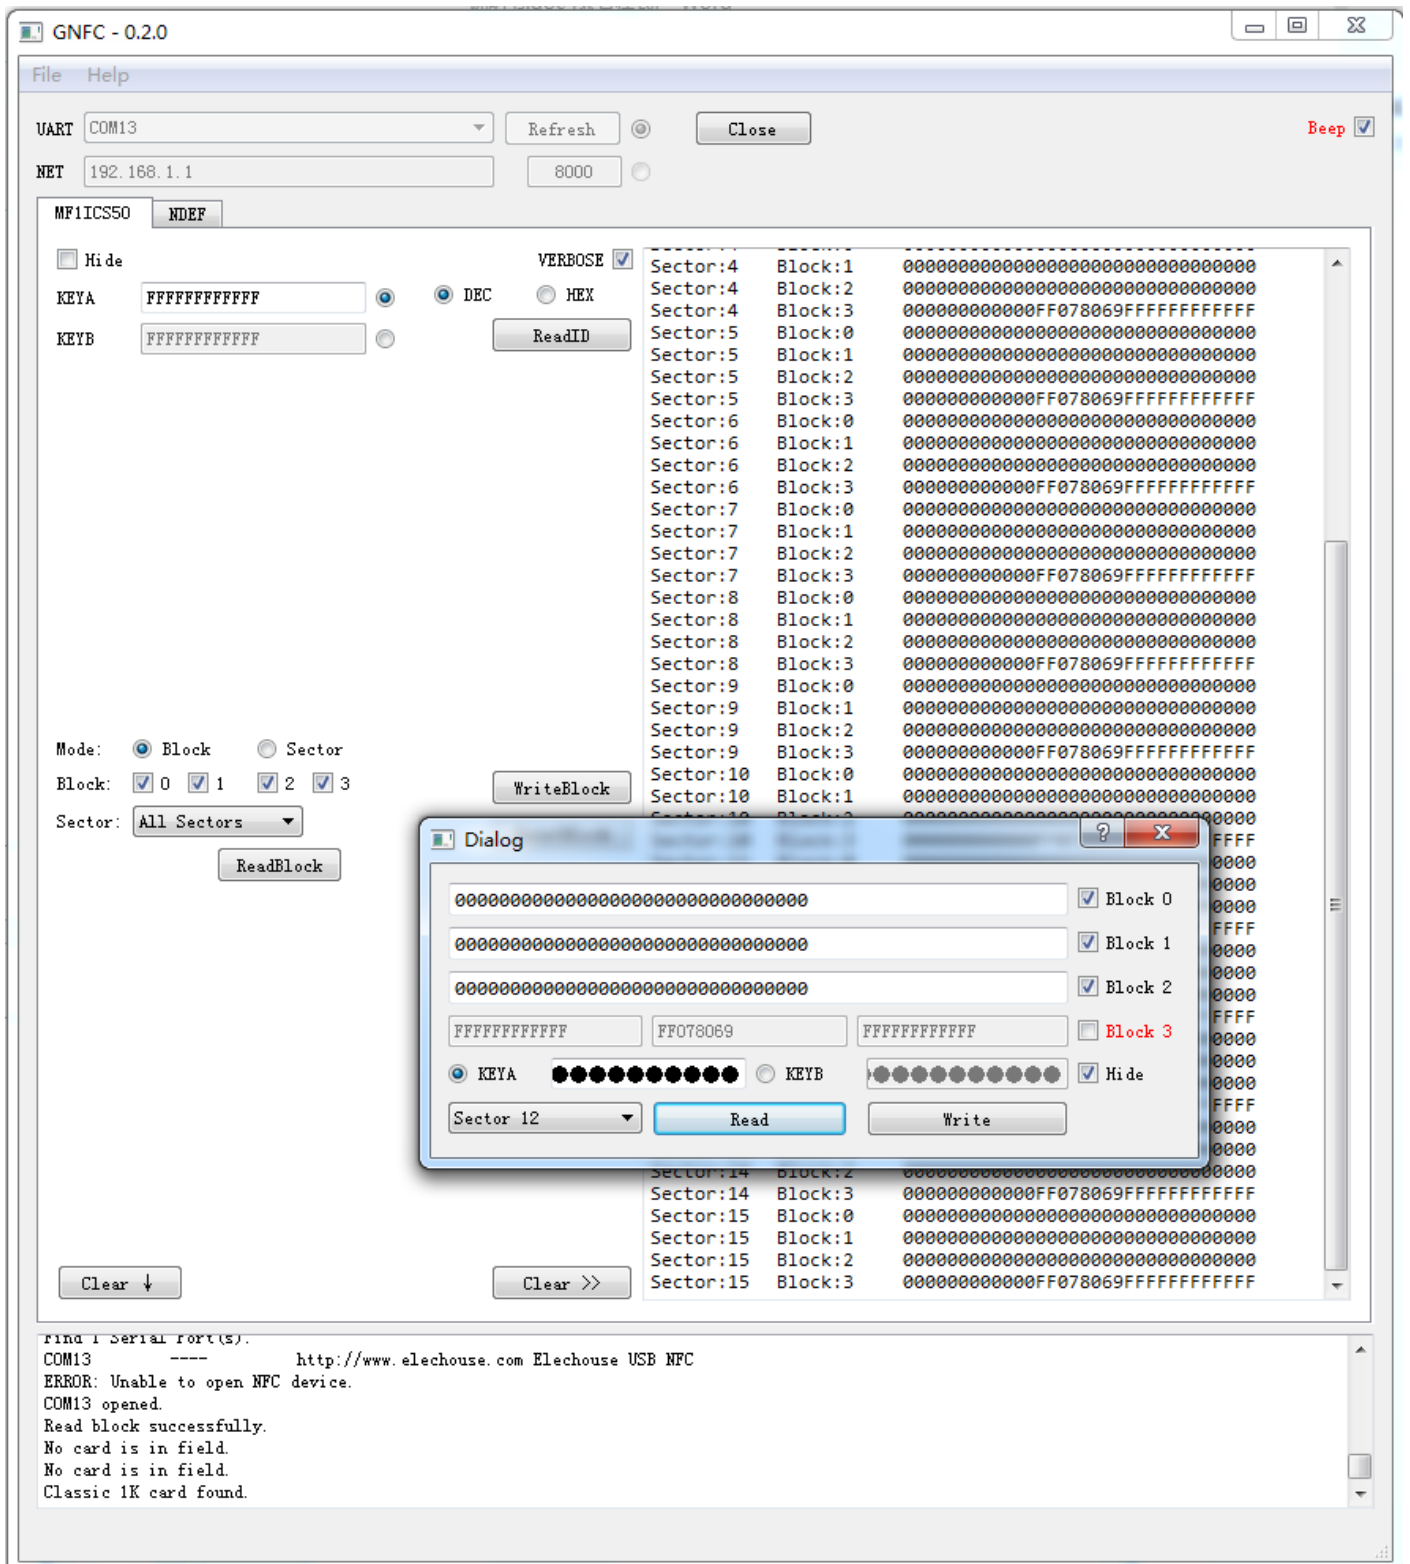 GNFC - 0.2.0
File Help
UART COM13 Refresh Close Beep
NET 192.168.1.1 8000
MF1ICS50 NDEF
Hide VERBOSE
KEYA FFFFFFFFFFFF DEC HEX
KEYB FFFFFFFFFFFF ReadID
Mode: Block Sector
Block: 0 1 2 3 WriteBlock
Sector: All Sectors
ReadBlock
Clear ↓ Clear >>
Sector:4 Block:1 00000000000000000000000000000000
Sector:4 Block:2 00000000000000000000000000000000
Sector:4 Block:3 000000000000FF078069FFFFFFFFFFFF
Sector:5 Block:0 00000000000000000000000000000000
Sector:5 Block:1 00000000000000000000000000000000
Sector:5 Block:2 00000000000000000000000000000000
Sector:5 Block:3 000000000000FF078069FFFFFFFFFFFF
Sector:6 Block:0 00000000000000000000000000000000
Sector:6 Block:1 00000000000000000000000000000000
Sector:6 Block:2 00000000000000000000000000000000
Sector:6 Block:3 000000000000FF078069FFFFFFFFFFFF
Sector:7 Block:0 00000000000000000000000000000000
Sector:7 Block:1 00000000000000000000000000000000
Sector:7 Block:2 00000000000000000000000000000000
Sector:7 Block:3 000000000000FF078069FFFFFFFFFFFF
Sector:8 Block:0 00000000000000000000000000000000
Sector:8 Block:1 00000000000000000000000000000000
Sector:8 Block:2 00000000000000000000000000000000
Sector:8 Block:3 000000000000FF078069FFFFFFFFFFFF
Sector:9 Block:0 00000000000000000000000000000000
Sector:9 Block:1 00000000000000000000000000000000
Sector:9 Block:2 00000000000000000000000000000000
Sector:9 Block:3 000000000000FF078069FFFFFFFFFFFF
Sector:10 Block:0 00000000000000000000000000000000
Sector:10 Block:1 00000000000000000000000000000000
Dialog
00000000000000000000000000000000 Block 0
00000000000000000000000000000000 Block 1
00000000000000000000000000000000 Block 2
FFFFFFFFFFFF FF078069 FFFFFFFFFFFF Block 3
KEYA KEYB Hide
Sector 12 Read Write
Sector:14 Block:2
Sector:14 Block:3 000000000000FF078069FFFFFFFFFFFF
Sector:15 Block:0 00000000000000000000000000000000
Sector:15 Block:1 00000000000000000000000000000000
Sector:15 Block:2 00000000000000000000000000000000
Sector:15 Block:3 000000000000FF078069FFFFFFFFFFFF
Find 1 Serial Port(s).
COM13 ---- http://www.elechouse.com Elechouse USB NFC
ERROR: Unable to open NFC device.
COM13 opened.
Read block successfully.
No card is in field.
No card is in field.
Classic 1K card found.